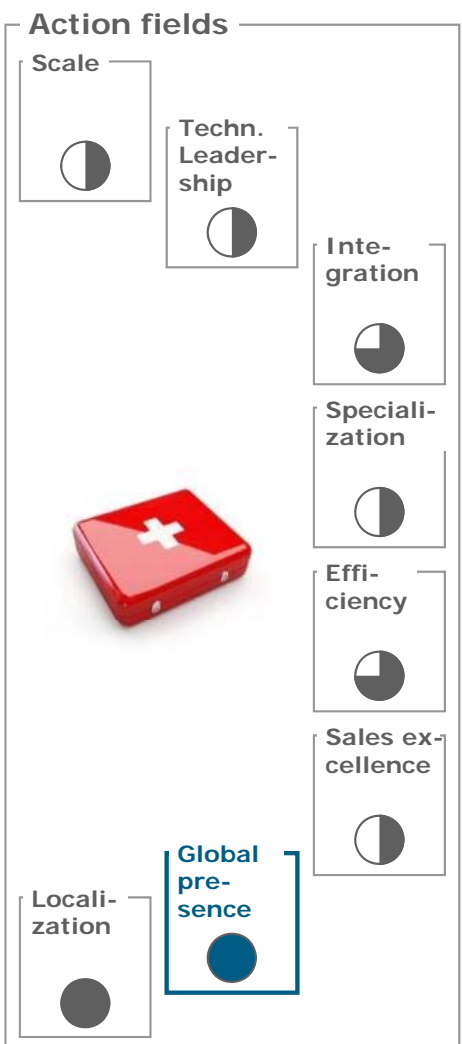 Action fields
Scale
Techn.
Leader-
ship
Inte-
gration
Speciali-
zation
Effi-
ciency
Sales ex-
cellence
Global
pre-
sence
Locali-
zation